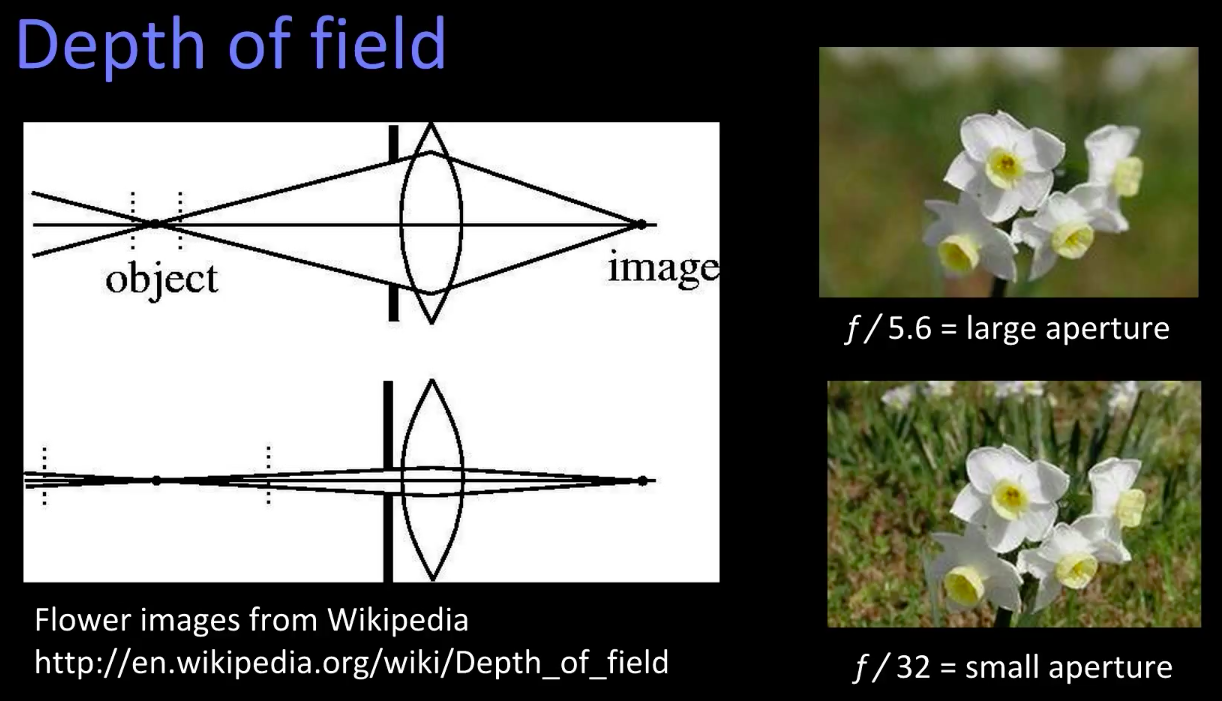 Depth of field
object
image
f / 5.6 = large aperture
f / 32 = small aperture
Flower images from Wikipedia
http://en.wikipedia.org/wiki/Depth_of_field